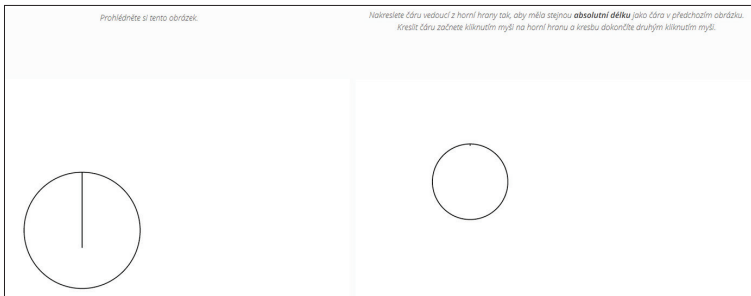 Prohlédněte si tento obrázek.
Nakreslete čáru vedoucí z horní hrany tak, aby měla stejnou absolutní délku jako čára v předchozím obrázku.
Kreslit čáru začnete kliknutím myší na horní hranu a kresbu dokončíte druhým kliknutím myší.